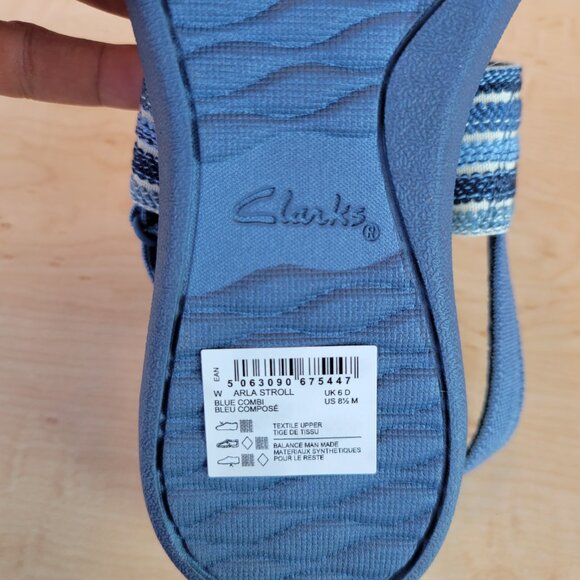 Clarks®
EAN
5 063090 675447
W ARLA STROLL UK 6 D
BLUE COMBI US 8½ M
BLEU COMPOSÉ
TEXTILE UPPER
TIGE DE TISSU
BALANCE MAN MADE
MATERIAUX SYNTHETIQUES
POUR LE RESTE